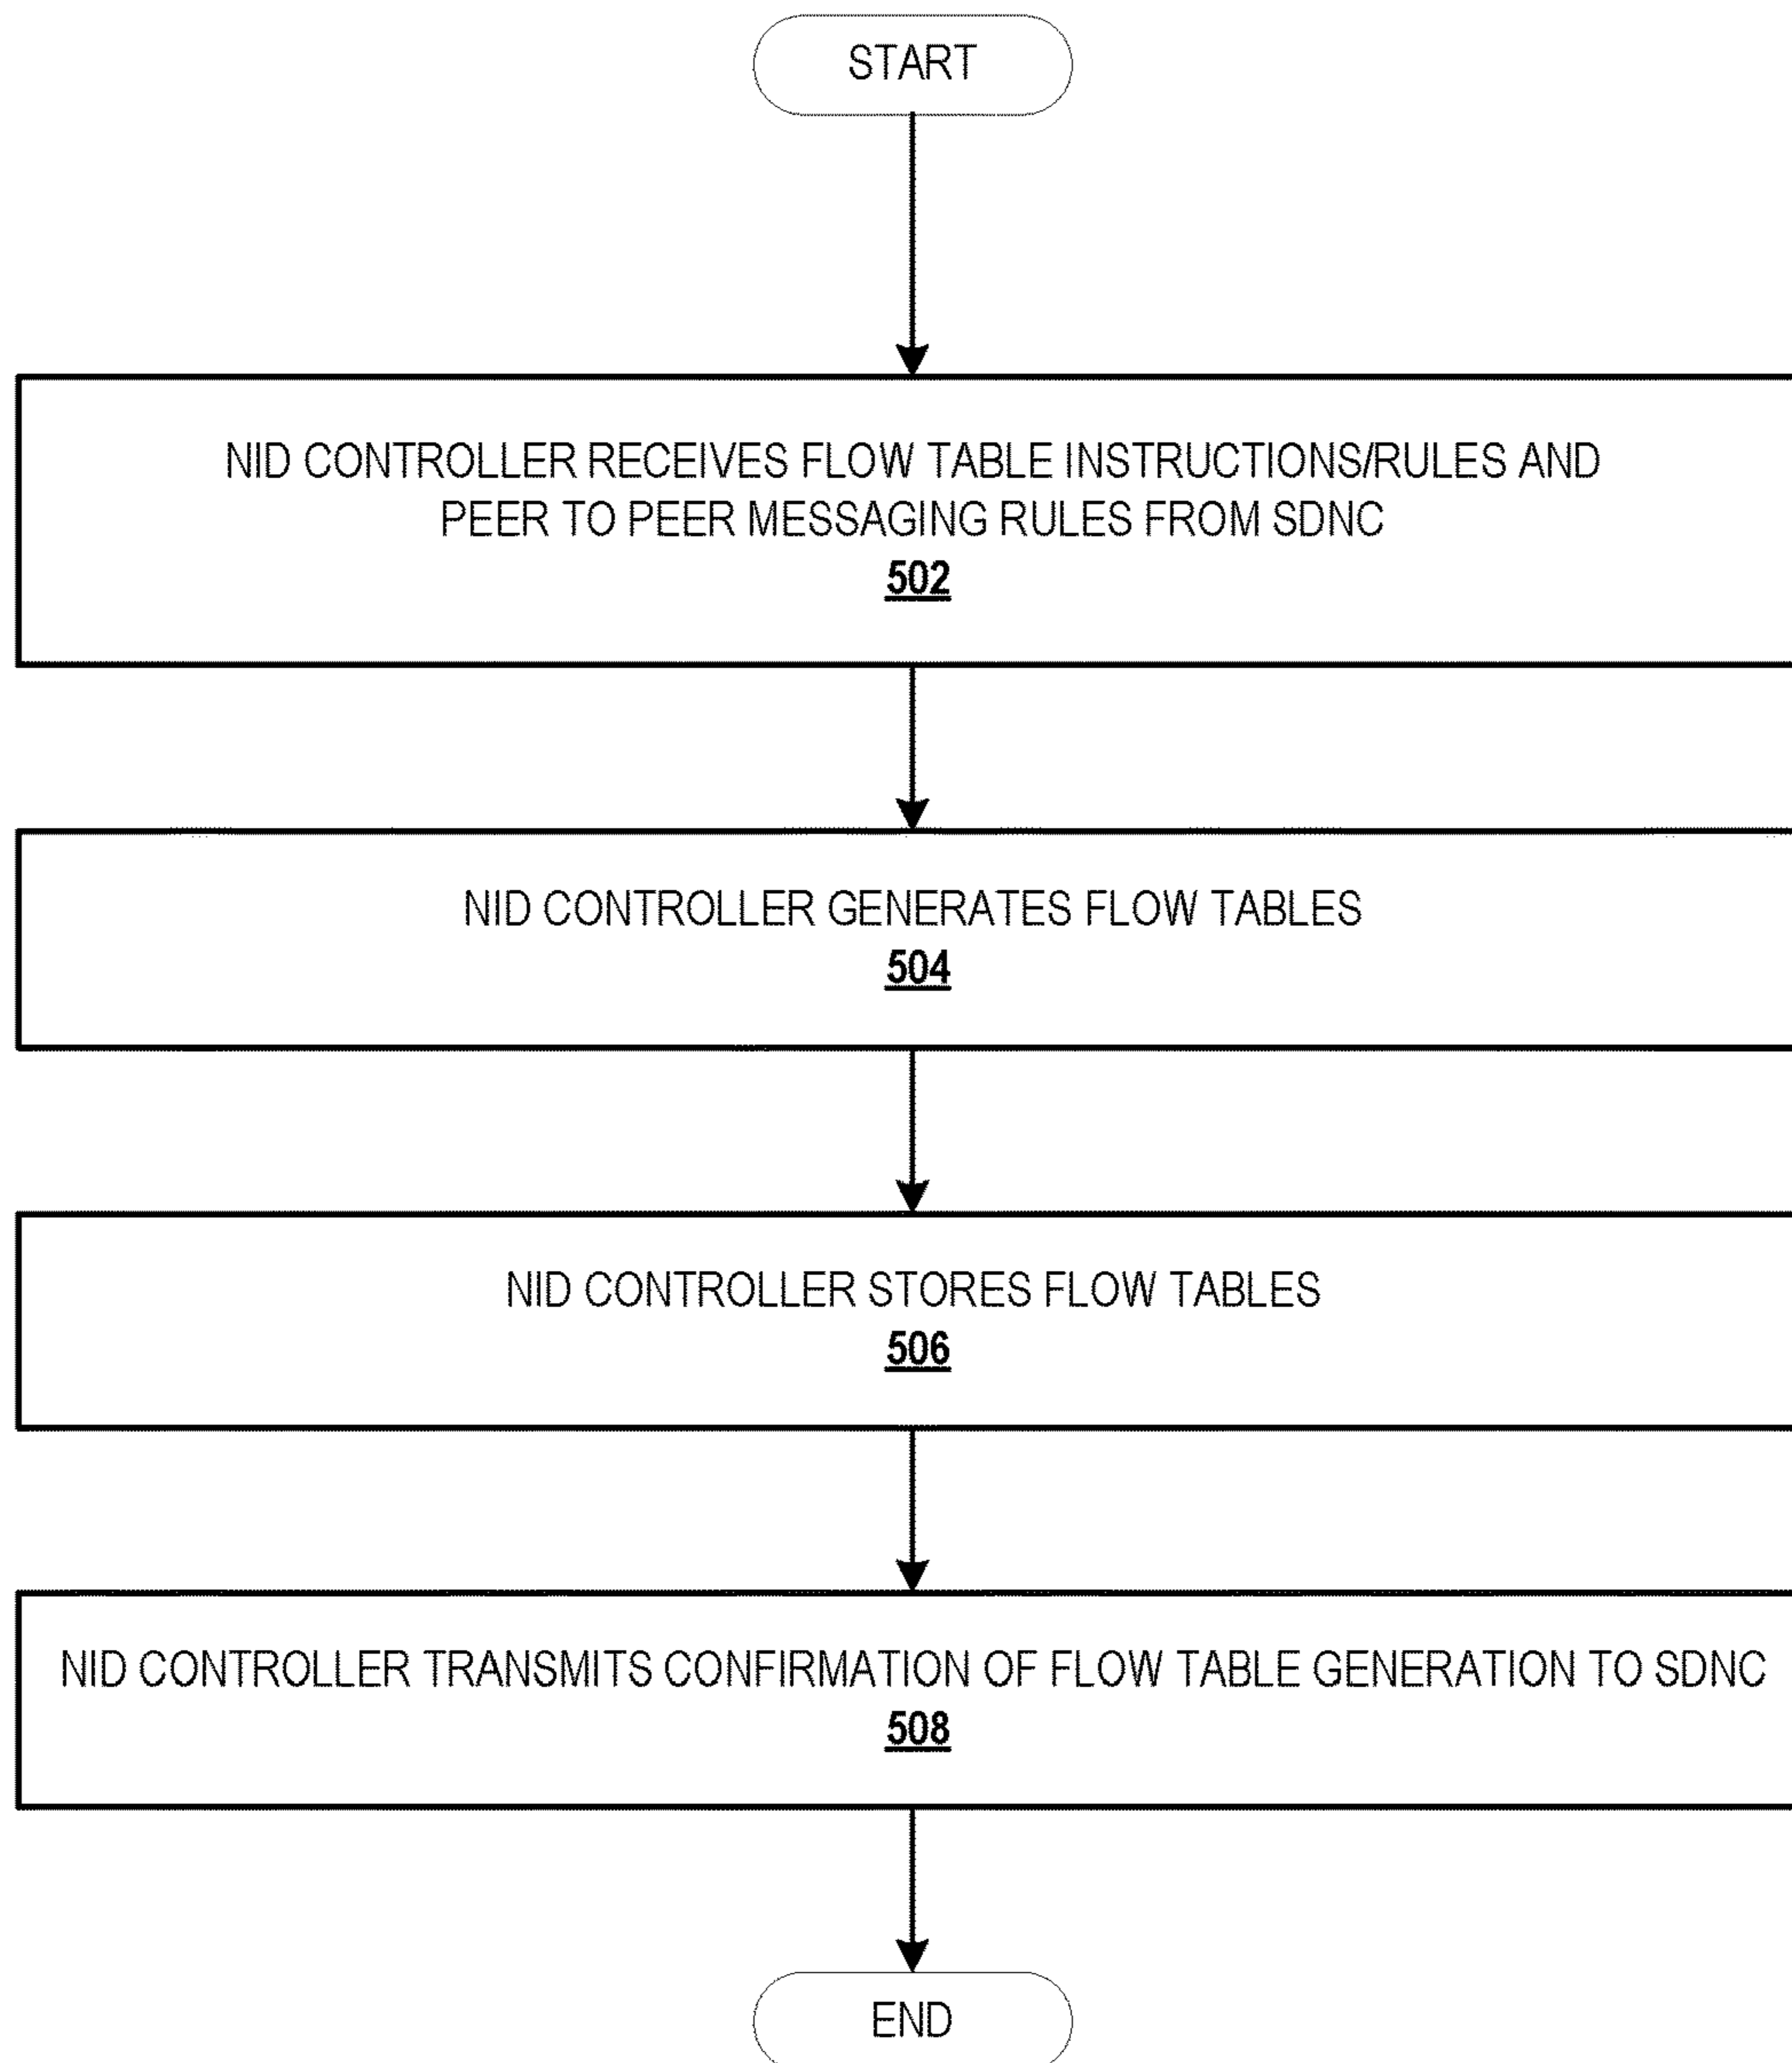 START
NID CONTROLLER RECEIVES FLOW TABLE INSTRUCTIONS/RULES AND
PEER TO PEER MESSAGING RULES FROM SDNC
502
NID CONTROLLER GENERATES FLOW TABLES
504
NID CONTROLLER STORES FLOW TABLES
506
NID CONTROLLER TRANSMITS CONFIRMATION OF FLOW TABLE GENERATION TO SDNC
508
END